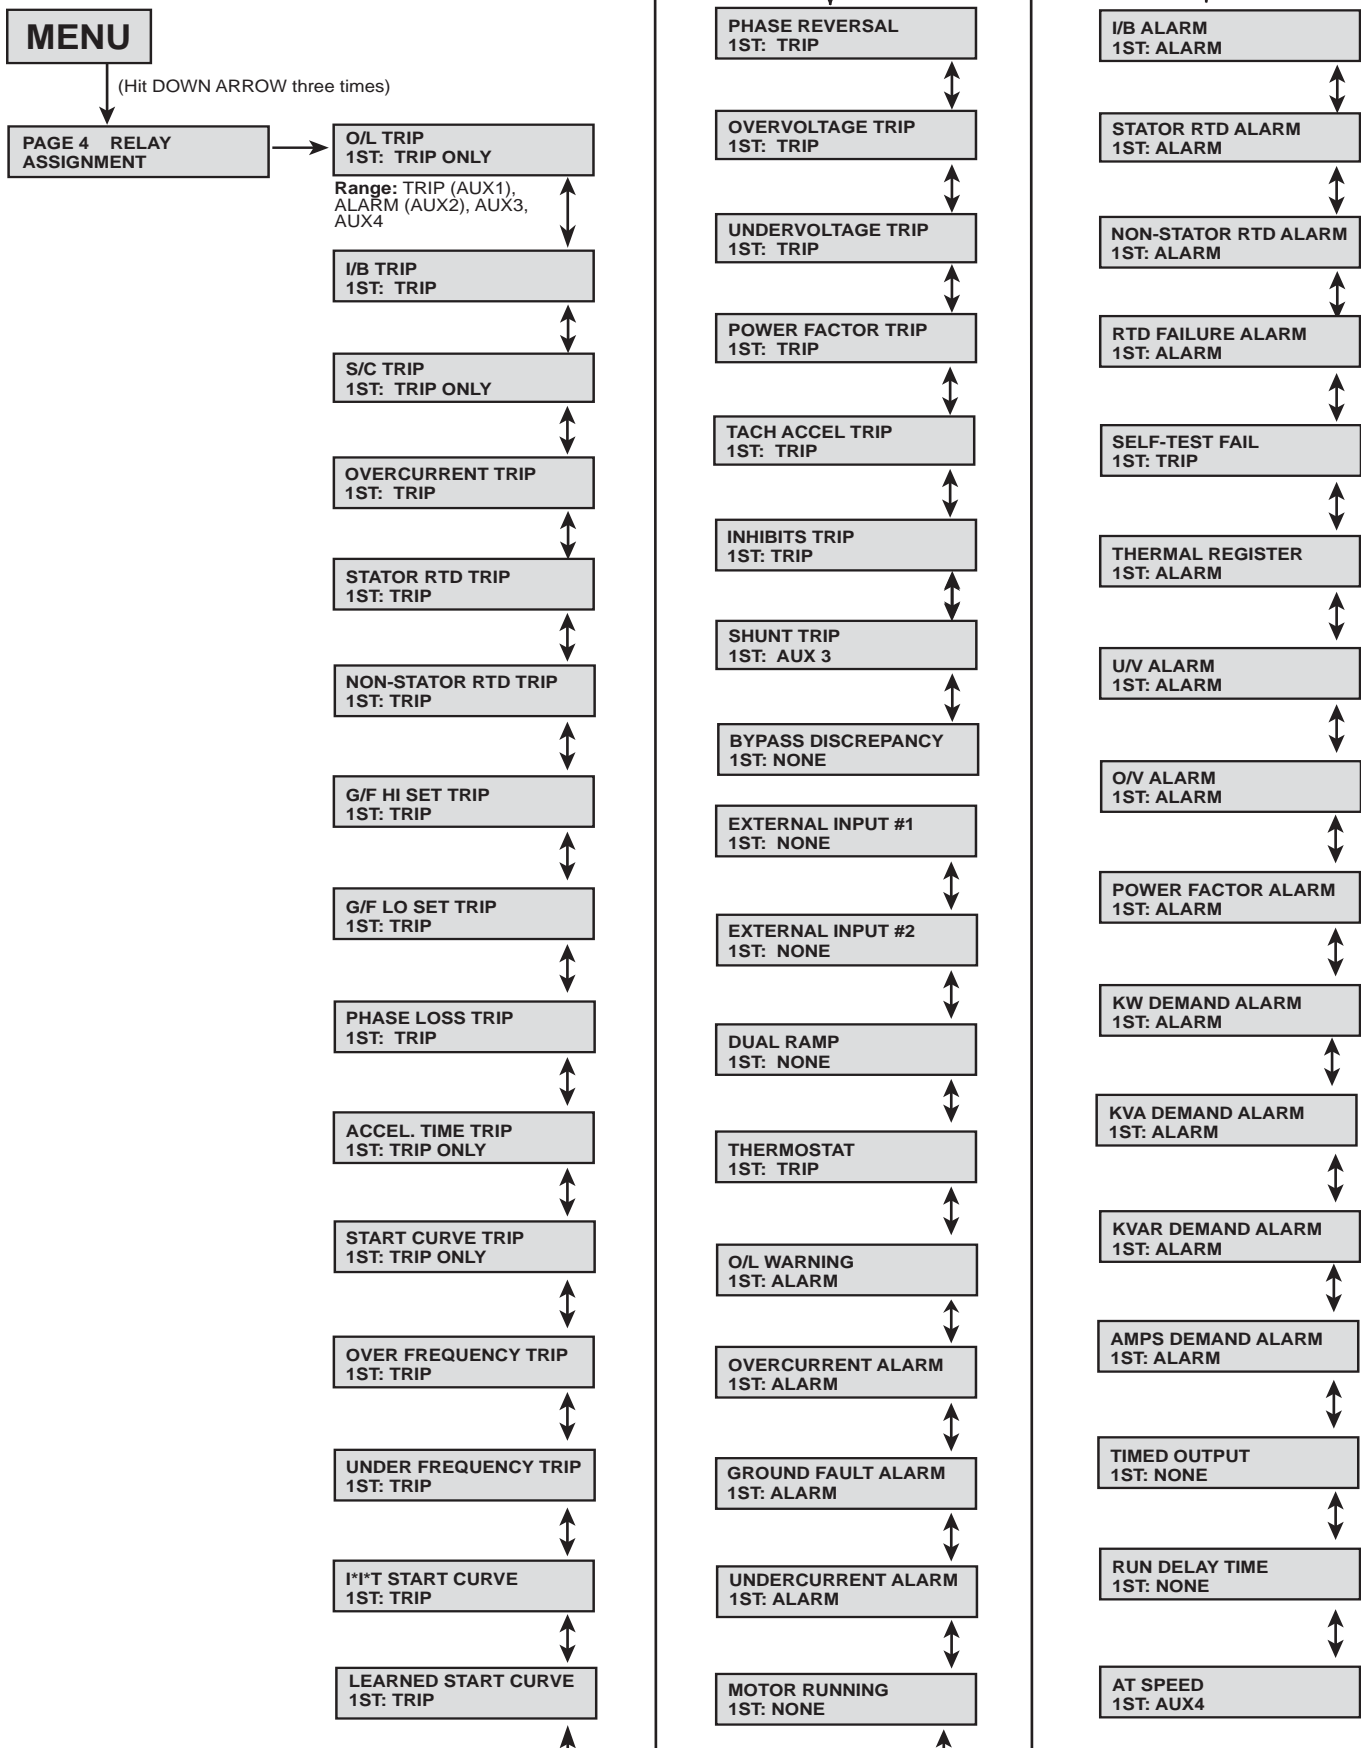 MENU
(Hit DOWN ARROW three times)
PAGE 4 RELAY
ASSIGNMENT
O/L TRIP
1ST: TRIP ONLY
Range: TRIP (AUX1),
ALARM (AUX2), AUX3,
AUX4
I/B TRIP
1ST: TRIP
S/C TRIP
1ST: TRIP ONLY
OVERCURRENT TRIP
1ST: TRIP
STATOR RTD TRIP
1ST: TRIP
NON-STATOR RTD TRIP
1ST: TRIP
G/F HI SET TRIP
1ST: TRIP
G/F LO SET TRIP
1ST: TRIP
PHASE LOSS TRIP
1ST: TRIP
ACCEL. TIME TRIP
1ST: TRIP ONLY
START CURVE TRIP
1ST: TRIP ONLY
OVER FREQUENCY TRIP
1ST: TRIP
UNDER FREQUENCY TRIP
1ST: TRIP
I*I*T START CURVE
1ST: TRIP
LEARNED START CURVE
1ST: TRIP
PHASE REVERSAL
1ST: TRIP
OVERVOLTAGE TRIP
1ST: TRIP
UNDERVOLTAGE TRIP
1ST: TRIP
POWER FACTOR TRIP
1ST: TRIP
TACH ACCEL TRIP
1ST: TRIP
INHIBITS TRIP
1ST: TRIP
SHUNT TRIP
1ST: AUX 3
BYPASS DISCREPANCY
1ST: NONE
EXTERNAL INPUT #1
1ST: NONE
EXTERNAL INPUT #2
1ST: NONE
DUAL RAMP
1ST: NONE
THERMOSTAT
1ST: TRIP
O/L WARNING
1ST: ALARM
OVERCURRENT ALARM
1ST: ALARM
GROUND FAULT ALARM
1ST: ALARM
UNDERCURRENT ALARM
1ST: ALARM
MOTOR RUNNING
1ST: NONE
I/B ALARM
1ST: ALARM
STATOR RTD ALARM
1ST: ALARM
NON-STATOR RTD ALARM
1ST: ALARM
RTD FAILURE ALARM
1ST: ALARM
SELF-TEST FAIL
1ST: TRIP
THERMAL REGISTER
1ST: ALARM
U/V ALARM
1ST: ALARM
O/V ALARM
1ST: ALARM
POWER FACTOR ALARM
1ST: ALARM
KW DEMAND ALARM
1ST: ALARM
KVA DEMAND ALARM
1ST: ALARM
KVAR DEMAND ALARM
1ST: ALARM
AMPS DEMAND ALARM
1ST: ALARM
TIMED OUTPUT
1ST: NONE
RUN DELAY TIME
1ST: NONE
AT SPEED
1ST: AUX4